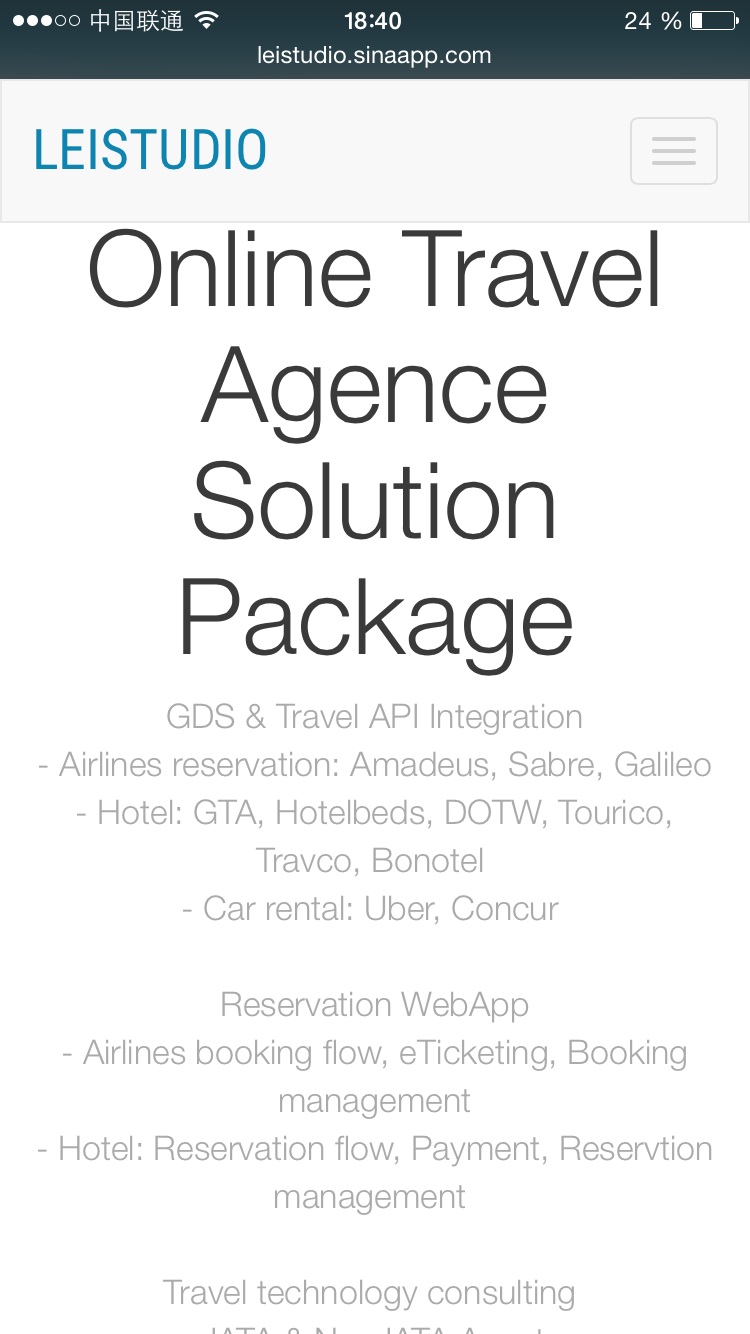 中国联通 18:40 24 %
leistudio.sinaapp.com
LEISTUDIO
Online Travel
Agence
Solution
Package
GDS & Travel API Integration
- Airlines reservation: Amadeus, Sabre, Galileo
- Hotel: GTA, Hotelbeds, DOTW, Tourico,
Travco, Bonotel
- Car rental: Uber, Concur
Reservation WebApp
- Airlines booking flow, eTicketing, Booking
management
- Hotel: Reservation flow, Payment, Reservtion
management
Travel technology consulting